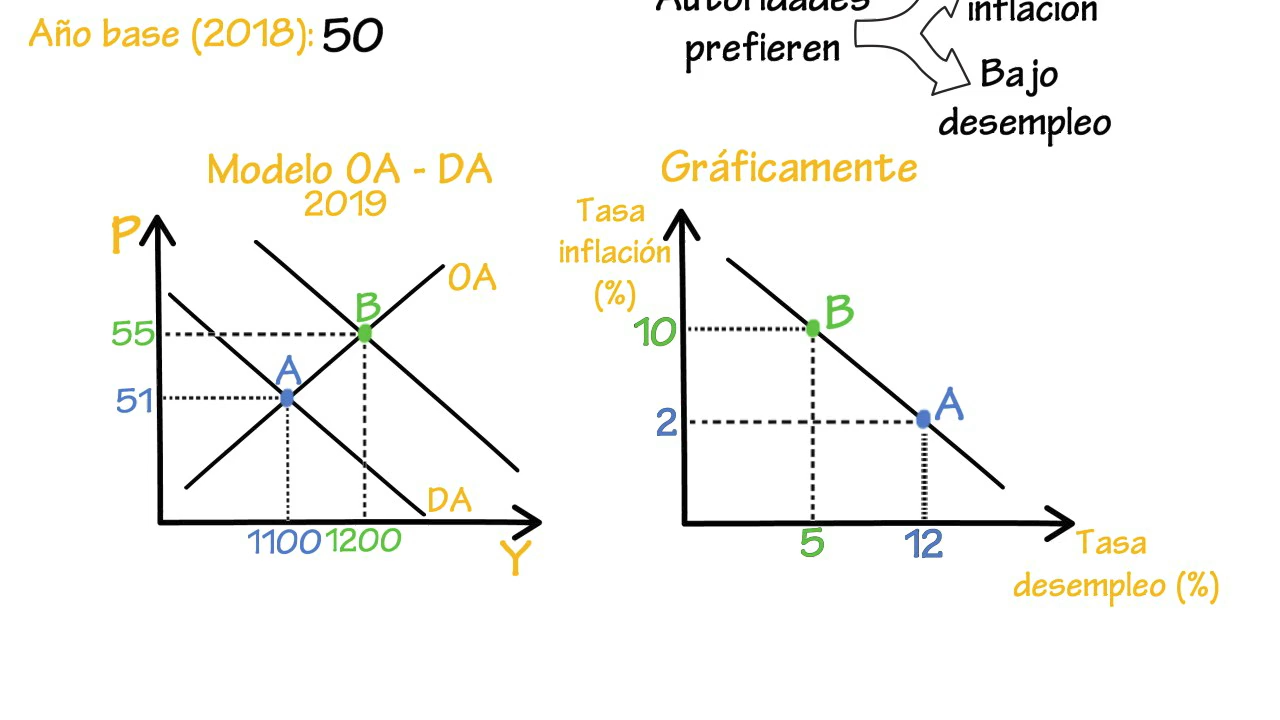 Año base (2018): 50
Autoridades
prefieren
inflación
Bajo
desempleo
Modelo OA - DA
2019
P
OA
B
55
A
51
DA
1100 1200
Y
Gráficamente
Tasa
inflación
(%)
B
10
A
2
5 12
Tasa
desempleo (%)